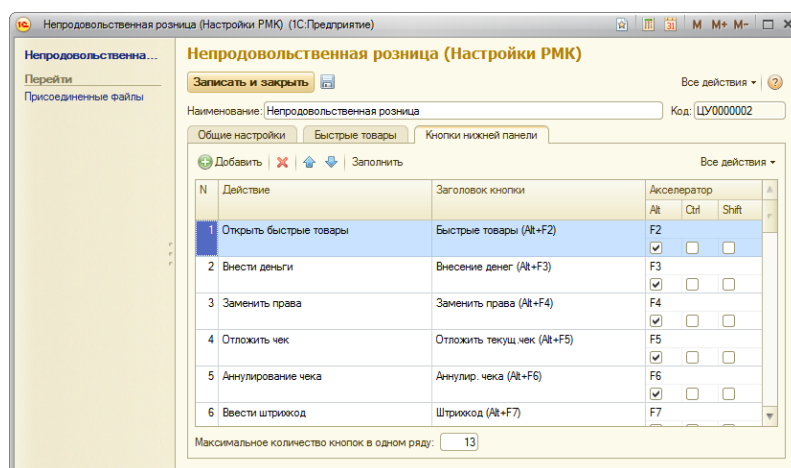 Непродовольственная розница (Настройки РМК) (1С:Предприятие)
M M+ M-
Непродовольственна...
Перейти
Присоединенные файлы
Непродовольственная розница (Настройки РМК)
Записать и закрыть Все действия
Наименование: Непродовольственная розница Код: ЦУ0000002
Общие настройки Быстрые товары Кнопки нижней панели
Добавить Заполнить Все действия
N Действие Заголовок кнопки Акселератор
Alt Ctrl Shift
1 Открыть быстрые товары Быстрые товары (Alt+F2) F2
2 Внести деньги Внесение денег (Alt+F3) F3
3 Заменить права Заменить права (Alt+F4) F4
4 Отложить чек Отложить текущ.чек (Alt+F5) F5
5 Аннулирование чека Аннулир. чека (Alt+F6) F6
6 Ввести штрихкод Штрихкод (Alt+F7) F7
Максимальное количество кнопок в одном ряду: 13